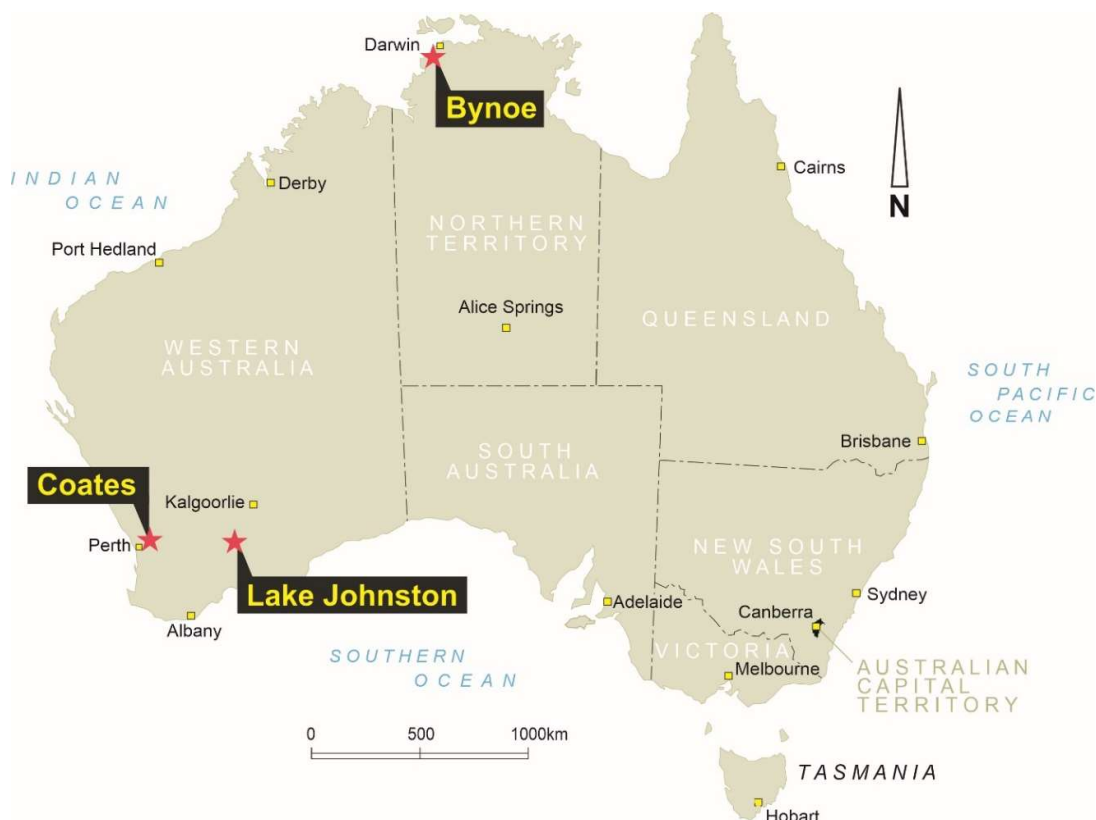 Darwin
Bynoe
INDIAN
OCEAN
Derby
Cairns
N
Port Hedland
NORTHERN
TERRITORY
Alice Springs
QUEENSLAND
WESTERN
AUSTRALIA
SOUTH
PACIFIC
OCEAN
Brisbane
SOUTH
AUSTRALIA
Coates
Kalgoorlie
Perth
NEW SOUTH
WALES
Lake Johnston
Adelaide
Sydney
Canberra
Albany
VICTORIA
SOUTHERN
OCEAN
Melbourne
AUSTRALIAN
CAPITAL
TERRITORY
0 500 1000km
TASMANIA
Hobart